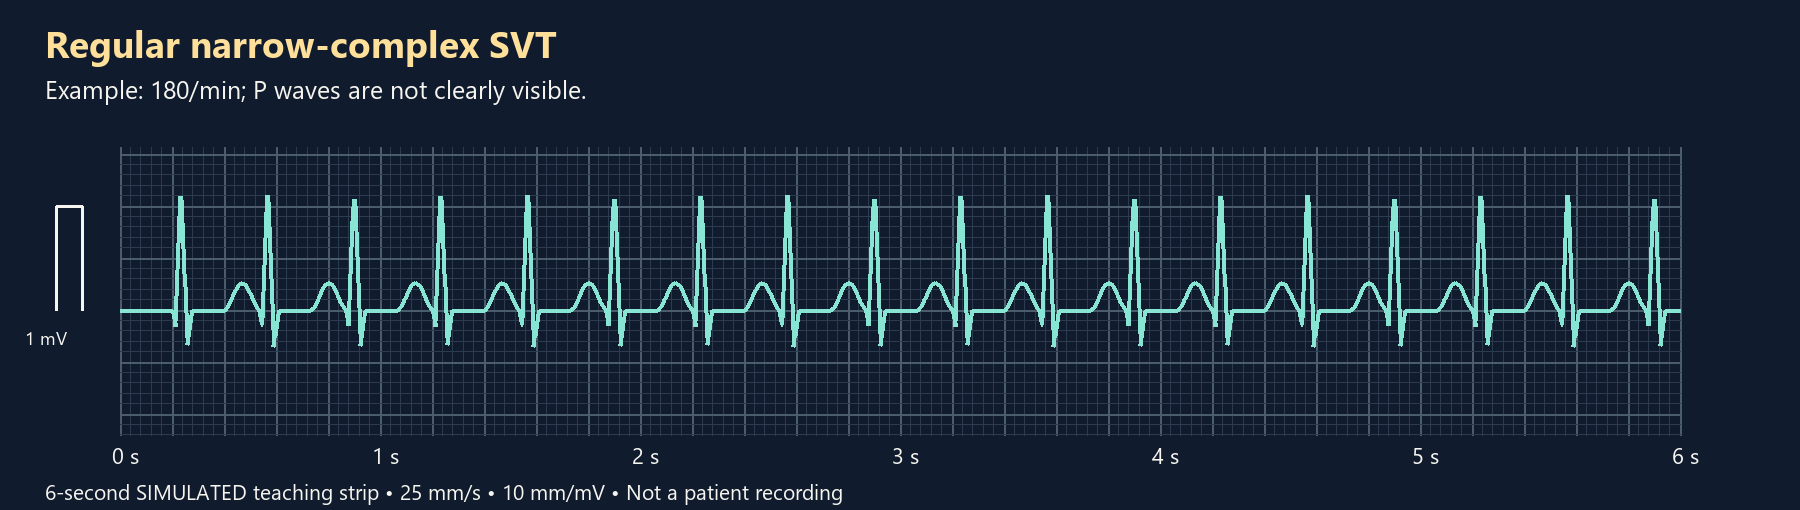 Regular narrow-complex SVT
Example: 180/min; P waves are not clearly visible.
1 mV
0 s 1 s 2 s 3 s 4 s 5 s 6 s
6-second SIMULATED teaching strip • 25 mm/s • 10 mm/mV • Not a patient recording